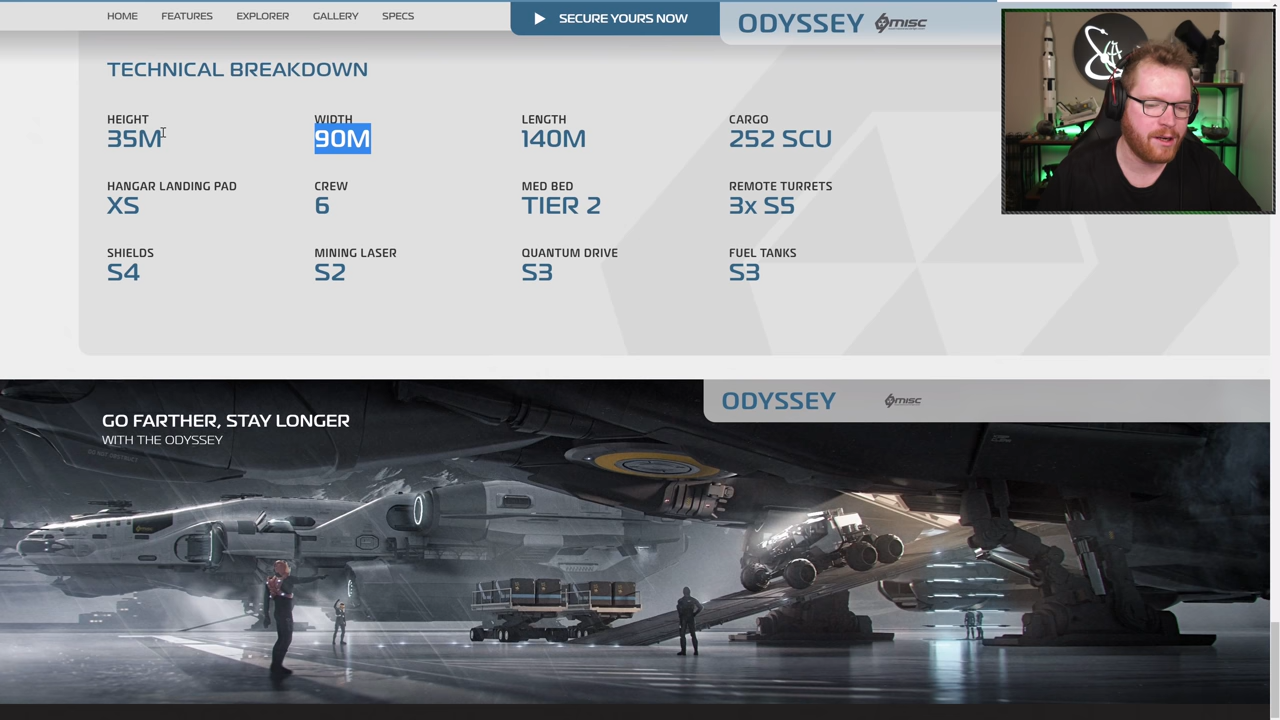 HOME FEATURES EXPLORER GALLERY SPECS
SECURE YOURS NOW
ODYSSEY misc
TECHNICAL BREAKDOWN
HEIGHT WIDTH LENGTH CARGO
35M 90M 140M 252 SCU
HANGAR LANDING PAD CREW MED BED REMOTE TURRETS
XS 6 TIER 2 3x S5
SHIELDS MINING LASER QUANTUM DRIVE FUEL TANKS
S4 S2 S3 S3
ODYSSEY misc
GO FARTHER, STAY LONGER
WITH THE ODYSSEY